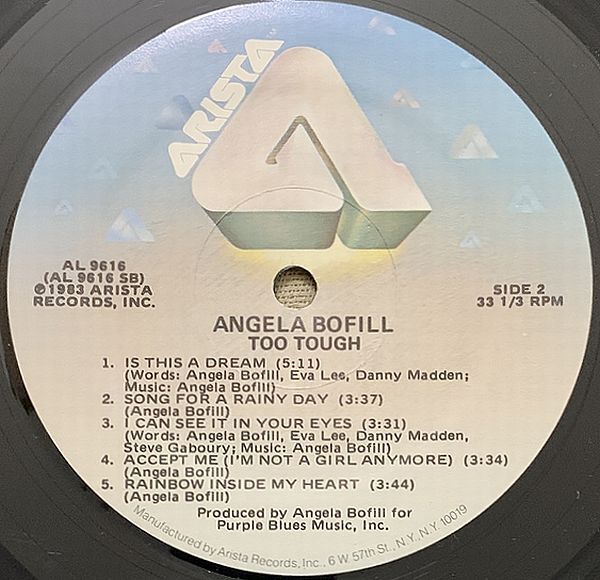 ARISTA
AL 9616
(AL 9616 SB)
℗1983 ARISTA
RECORDS, INC.
SIDE 2
33 1/3 RPM
ANGELA BOFILL
TOO TOUGH
1. IS THIS A DREAM (5:11)
(Words: Angela Bofill, Eva Lee, Danny Madden;
Music: Angela Bofill)
2. SONG FOR A RAINY DAY (3:37)
(Angela Bofill)
3. I CAN SEE IT IN YOUR EYES (3:31)
(Words: Angela Bofill, Eva Lee, Danny Madden,
Steve Gaboury; Music: Angela Bofill)
4. ACCEPT ME (I'M NOT A GIRL ANYMORE) (3:34)
(Angela Bofill)
5. RAINBOW INSIDE MY HEART (3:44)
(Angela Bofill)
Produced by Angela Bofill for
Purple Blues Music, Inc.
Manufactured by Arista Records, Inc., 6 W. 57th St., N.Y., N.Y. 10019